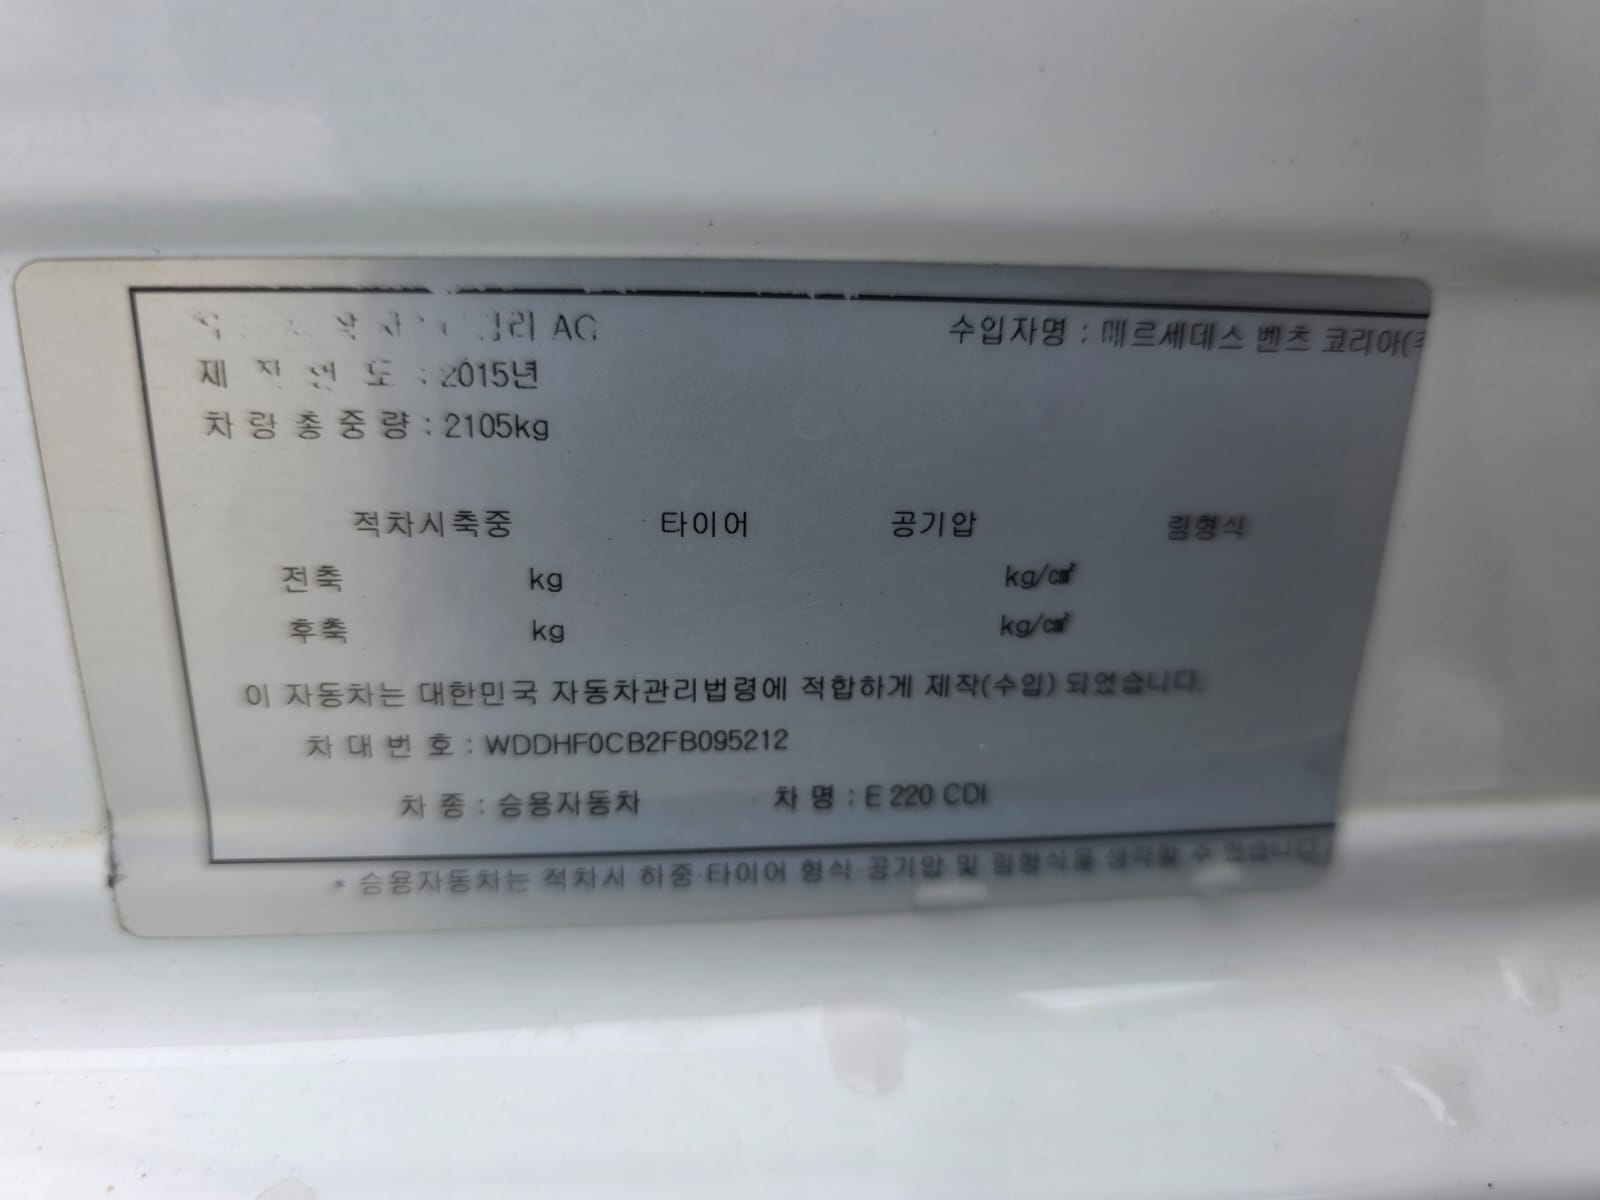 리 AG 수입자명 : 메르세데스 벤츠 코리아(주
제 작 연 도 : 2015년
차 량 총 중 량 : 2105kg
적차시축중 타이어 공기압 림형식
전축 kg kg/㎠
후축 kg kg/㎠
이 자동차는 대한민국 자동차관리법령에 적합하게 제작(수입) 되었습니다.
차 대 번 호 : WDDHF0CB2FB095212
차 종 : 승용자동차 차 명 : E 220 CDI
* 승용자동차는 적차시 하중·타이어 형식·공기압 및 림형식을 생략할 수 있습니다.